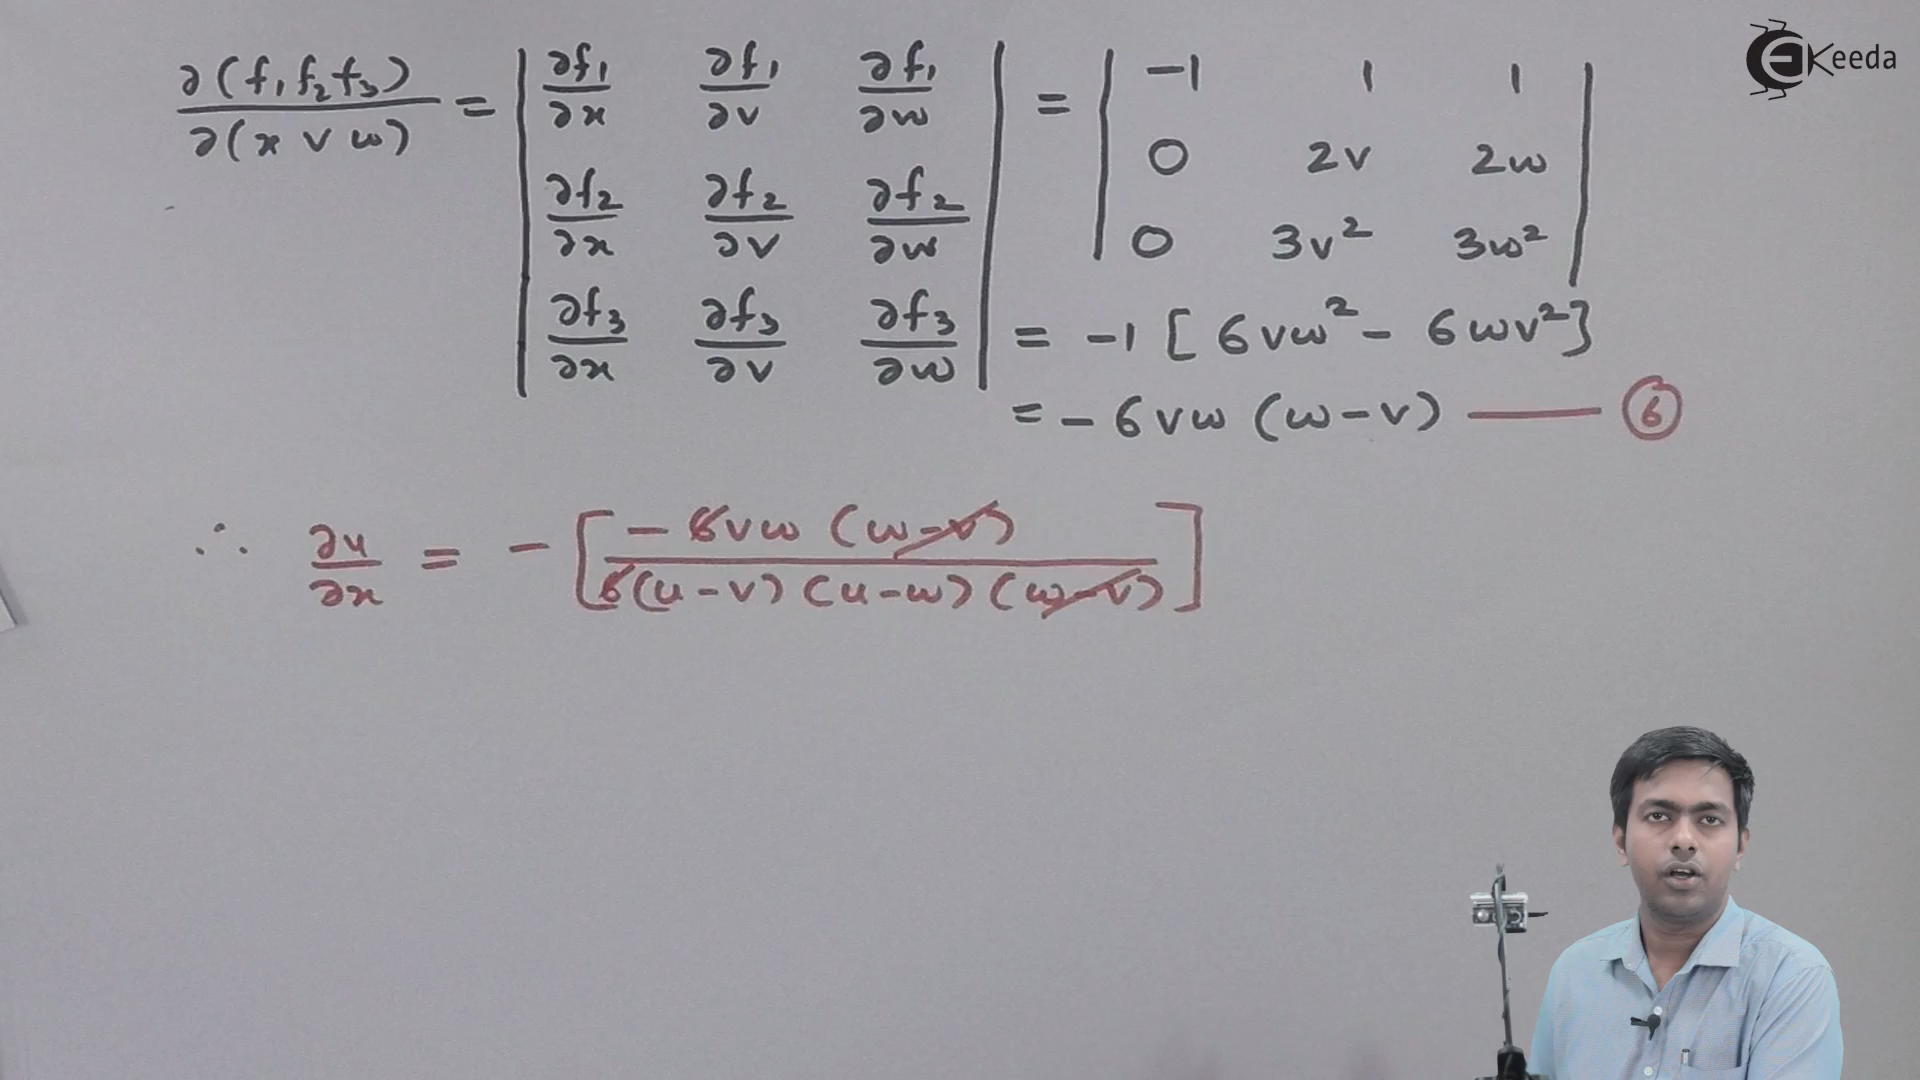 EKeeda
∂(f₁f₂f₃)/∂(x v w) = | ∂f₁/∂x ∂f₁/∂v ∂f₁/∂w | = | -1 1 1 |
| ∂f₂/∂x ∂f₂/∂v ∂f₂/∂w | | 0 2v 2w |
| ∂f₃/∂x ∂f₃/∂v ∂f₃/∂w | | 0 3v² 3w² |
= -1 [ 6vw² - 6wv² ]
= - 6vw (w-v) —— ⑥
∴ ∂u/∂x = - [ - 6vw (w-v) / 6(u-v) (u-w) (w-v) ]